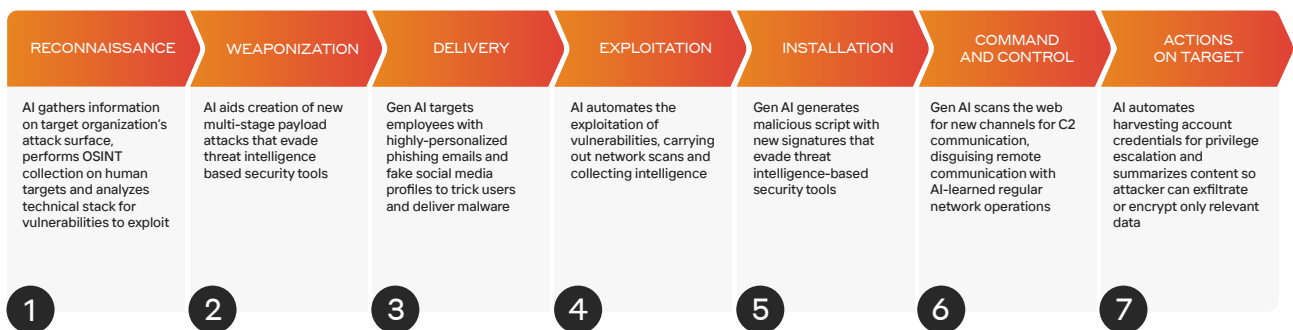 RECONNAISSANCE
AI gathers information
on target organization's
attack surface,
performs OSINT
collection on human
targets and analyzes
technical stack for
vulnerabilities to exploit
1
WEAPONIZATION
AI aids creation of new
multi-stage payload
attacks that evade
threat intelligence
based security tools
2
DELIVERY
Gen AI targets
employees with
highly-personalized
phishing emails and
fake social media
profiles to trick users
and deliver malware
3
EXPLOITATION
AI automates the
exploitation of
vulnerabilities, carrying
out network scans and
collecting intelligence
4
INSTALLATION
Gen AI generates
malicious script with
new signatures that
evade threat
intelligence-based
security tools
5
COMMAND
AND CONTROL
Gen AI scans the web
for new channels for C2
communication,
disguising remote
communication with
AI-learned regular
network operations
6
ACTIONS
ON TARGET
AI automates
harvesting account
credentials for privilege
escalation and
summarizes content so
attacker can exfiltrate
or encrypt only relevant
data
7